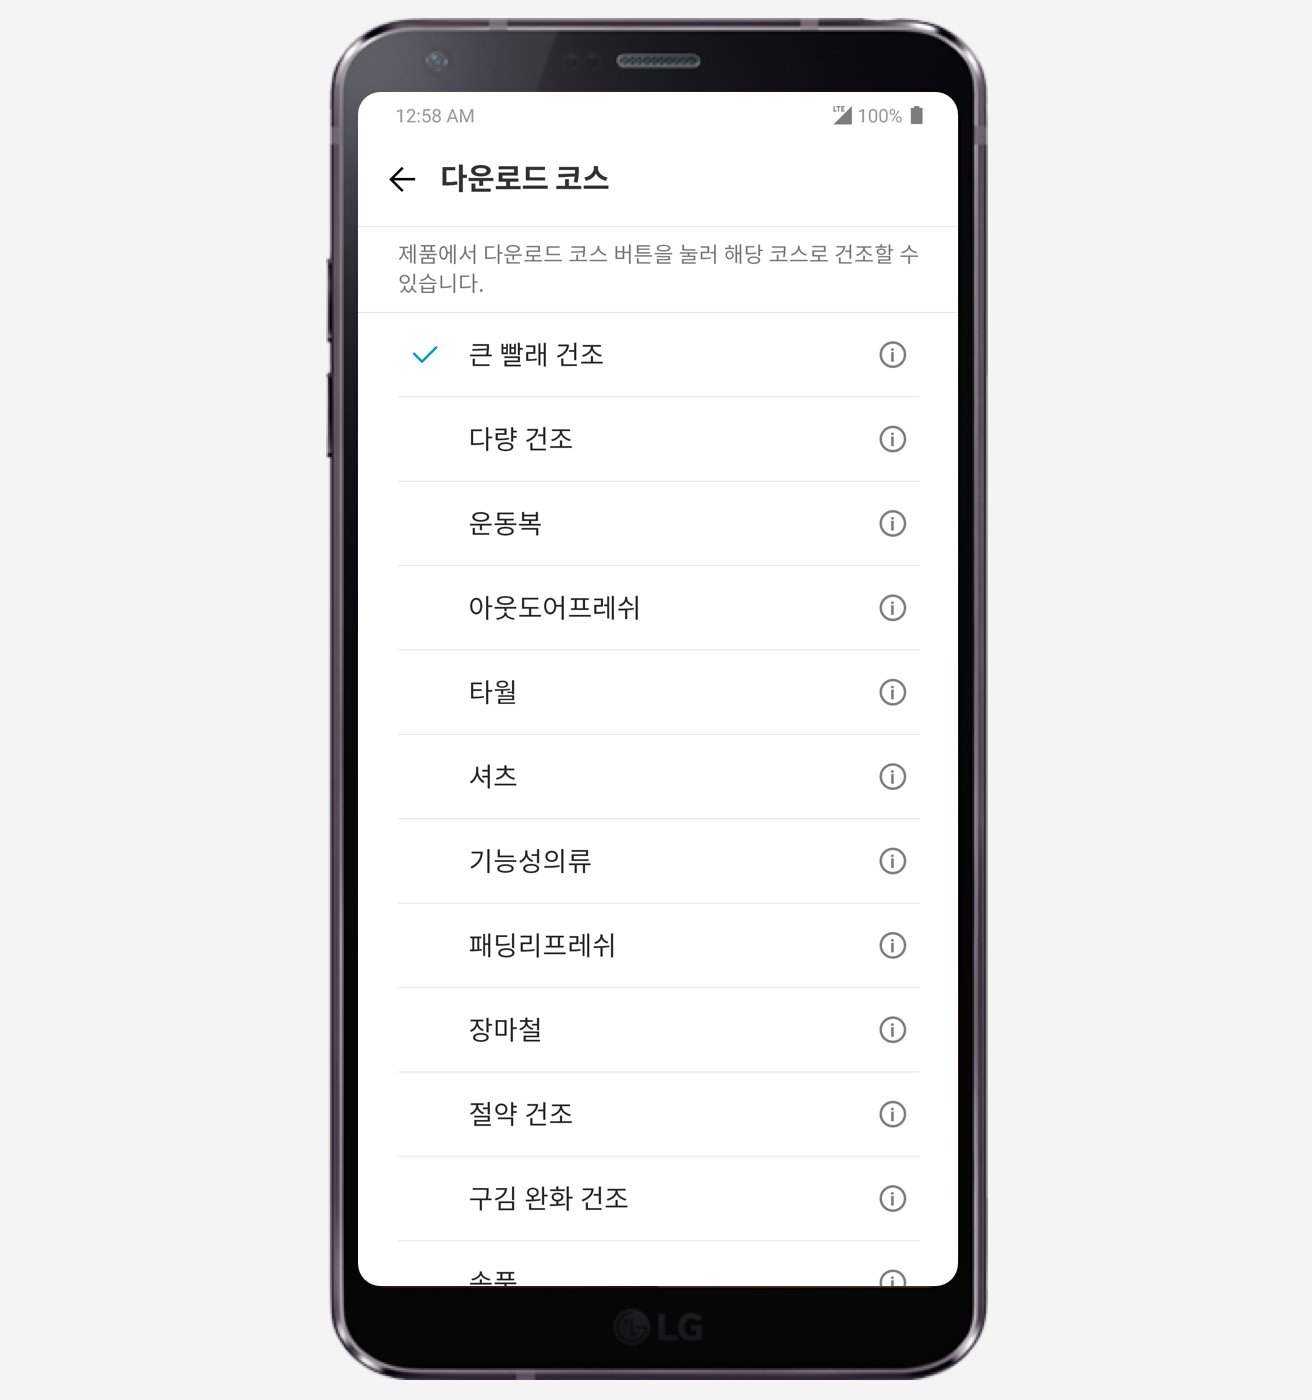 12:58 AM LTE 100%
다운로드 코스
제품에서 다운로드 코스 버튼을 눌러 해당 코스로 건조할 수
있습니다.
큰 빨래 건조
다량 건조
운동복
아웃도어프레쉬
타월
셔츠
기능성의류
패딩리프레쉬
장마철
절약 건조
구김 완화 건조
LG